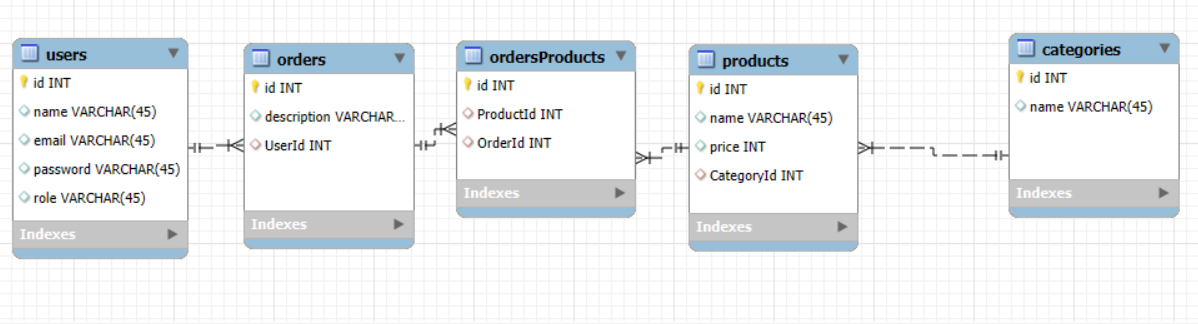 users
id INT
name VARCHAR(45)
email VARCHAR(45)
password VARCHAR(45)
role VARCHAR(45)
Indexes
orders
id INT
description VARCHAR...
UserId INT
Indexes
ordersProducts
id INT
ProductId INT
OrderId INT
Indexes
products
id INT
name VARCHAR(45)
price INT
CategoryId INT
Indexes
categories
id INT
name VARCHAR(45)
Indexes